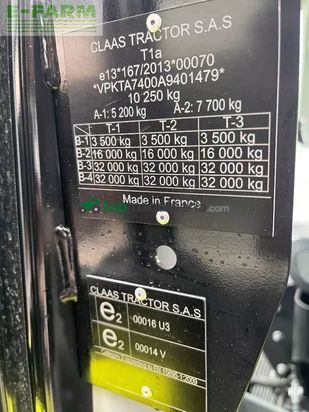 E-FARM
CLAAS TRACTOR S.A.S
T1a
e13*167/2013*00070
*VPKTA7400A9401479*
10 250 kg
A-1: 5 200 kg A-2: 7 700 kg
T-1 T-2 T-3
B-1 3 500 kg 3 500 kg 3 500 kg
B-2 16 000 kg 16 000 kg 16 000 kg
B-3 32 000 kg 32 000 kg 32 000 kg
B-4 32 000 kg 32 000 kg 32 000 kg
Made in France
CLAAS TRACTOR S.A.S
e2 00016 U3
e2 00014 V